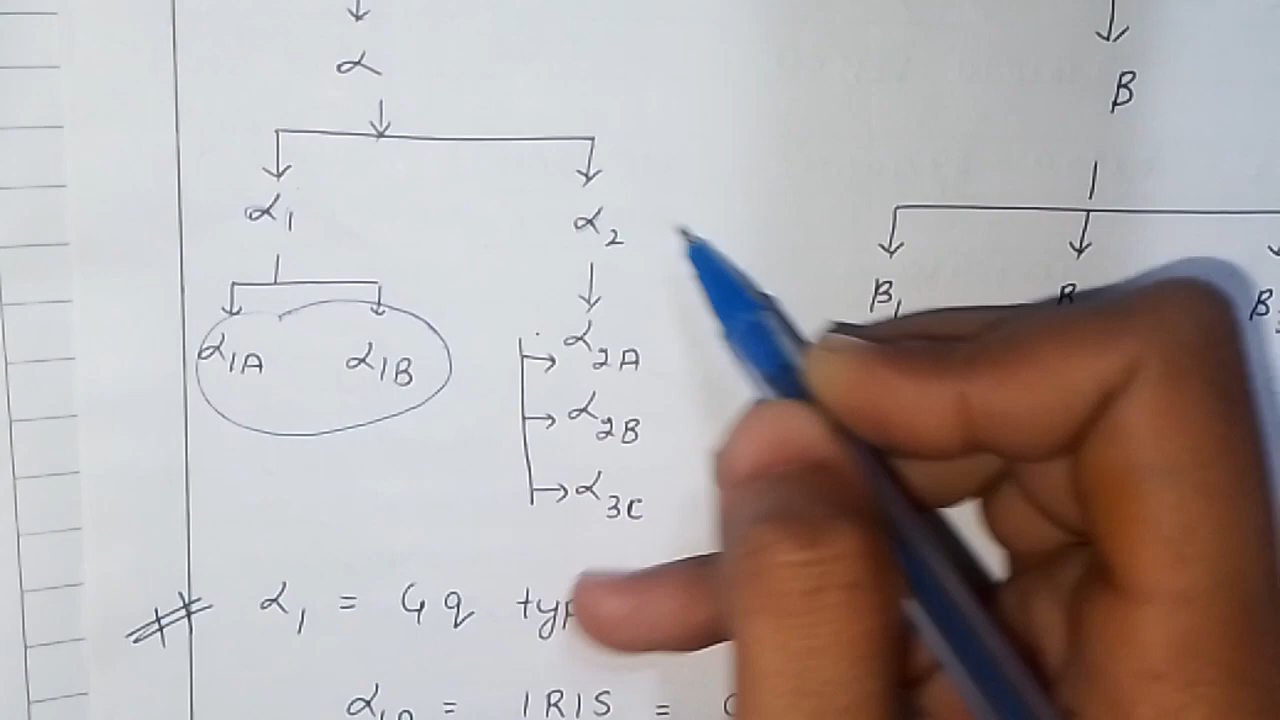 α
β
α1 α2
β1 β
α1A α1B
α2A
α2B
α3C
α1 = Gq
= IRIS =